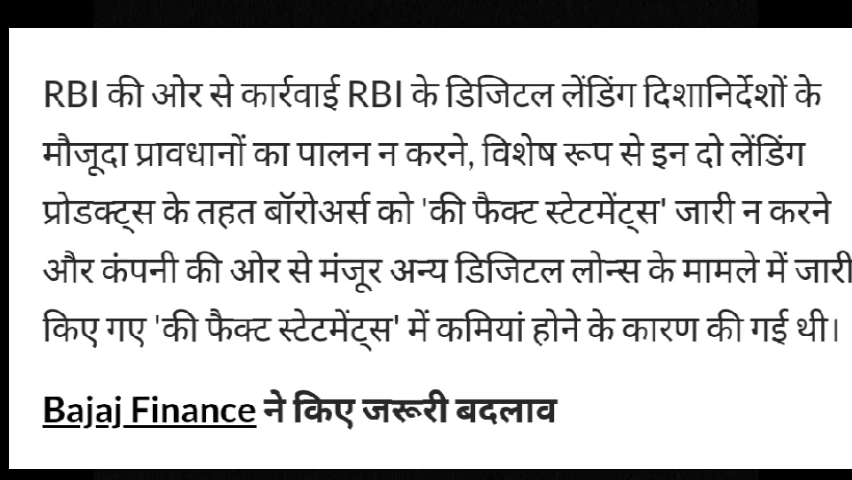 RBI की ओर से कार्रवाई RBI के डिजिटल लेंडिंग दिशानिर्देशों के
मौजूदा प्रावधानों का पालन न करने, विशेष रूप से इन दो लेंडिंग
प्रोडक्ट्स के तहत बॉरोअर्स को 'की फैक्ट स्टेटमेंट्स' जारी न करने
और कंपनी की ओर से मंजूर अन्य डिजिटल लोन्स के मामले में जारी
किए गए 'की फैक्ट स्टेटमेंट्स' में कमियां होने के कारण की गई थी।
Bajaj Finance ने किए जरूरी बदलाव